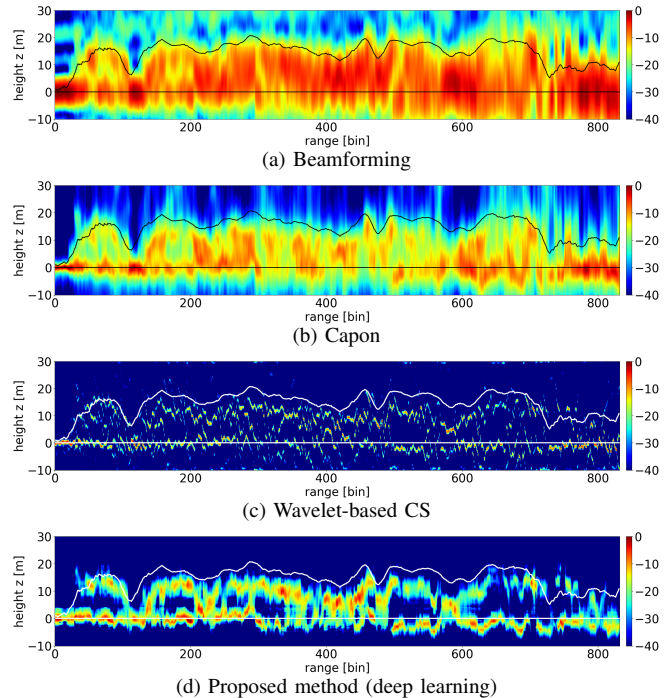 30
20
10
0
−10
height z [m]
0 200 400 600 800
range [bin]
0
−10
−20
−30
−40
(a) Beamforming
30
20
10
0
−10
height z [m]
0 200 400 600 800
range [bin]
0
−10
−20
−30
−40
(b) Capon
30
20
10
0
−10
height z [m]
0 200 400 600 800
range [bin]
0
−10
−20
−30
−40
(c) Wavelet-based CS
30
20
10
0
−10
height z [m]
0 200 400 600 800
range [bin]
0
−10
−20
−30
−40
(d) Proposed method (deep learning)